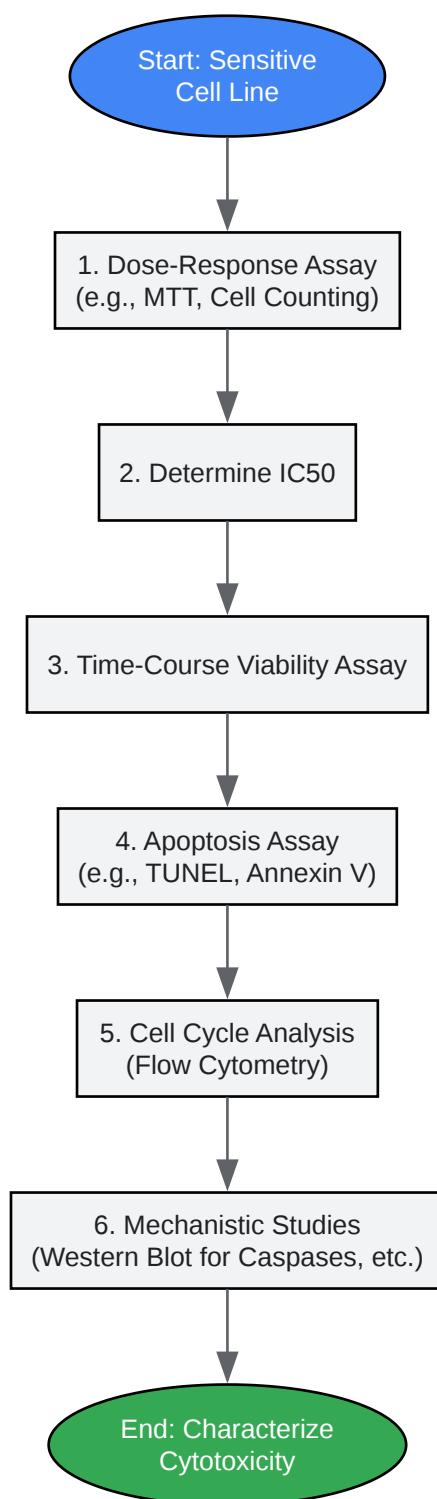 Start: Sensitive
Cell Line
1. Dose-Response Assay
(e.g., MTT, Cell Counting)
2. Determine IC50
3. Time-Course Viability Assay
4. Apoptosis Assay
(e.g., TUNEL, Annexin V)
5. Cell Cycle Analysis
(Flow Cytometry)
6. Mechanistic Studies
(Western Blot for Caspases, etc.)
End: Characterize
Cytotoxicity